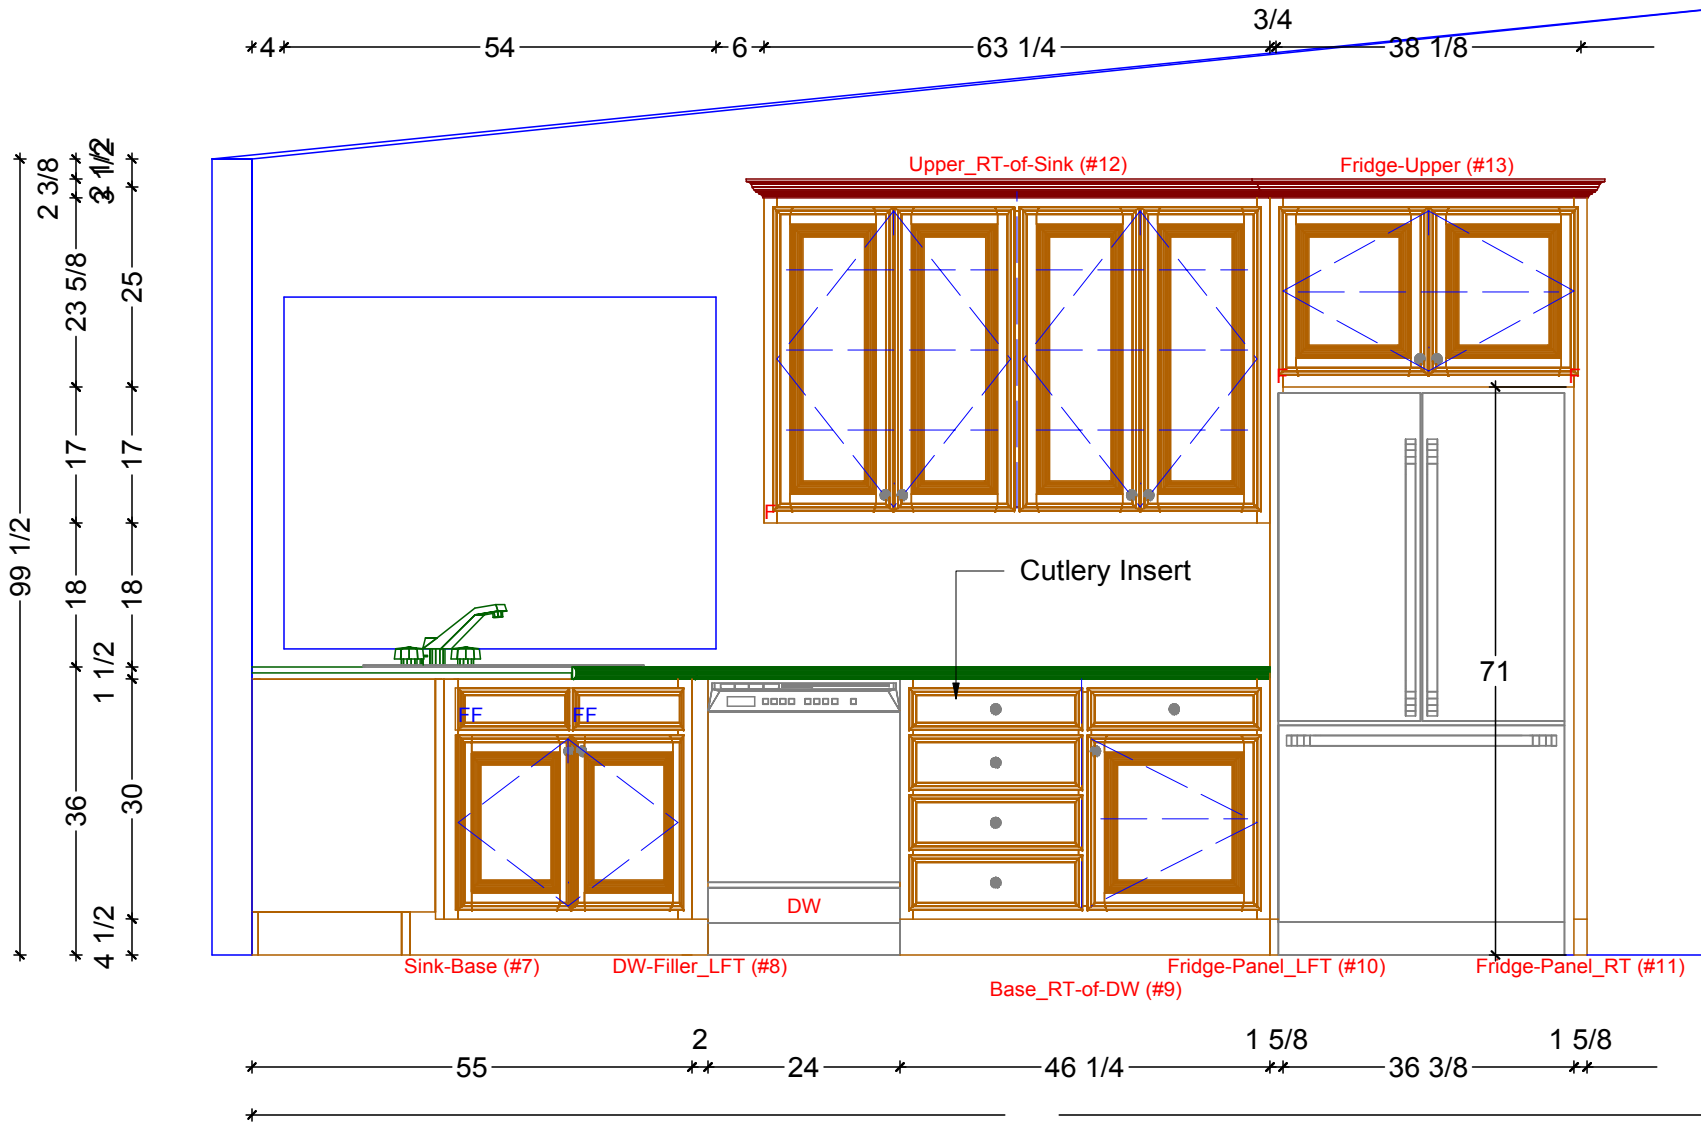 3/4
4 54 6 63 1/4 38 1/8
Upper_RT-of-Sink (#12) Fridge-Upper (#13)
2 3/8
23 5/8
25
17
17
99 1/2
18
18
1 1/2
36
30
4 1/2
F
F
F
Cutlery Insert
71
FF
FF
DW
Sink-Base (#7) DW-Filler_LFT (#8) Fridge-Panel_LFT (#10) Fridge-Panel_RT (#11)
Base_RT-of-DW (#9)
2 1 5/8 1 5/8
55 24 46 1/4 36 3/8